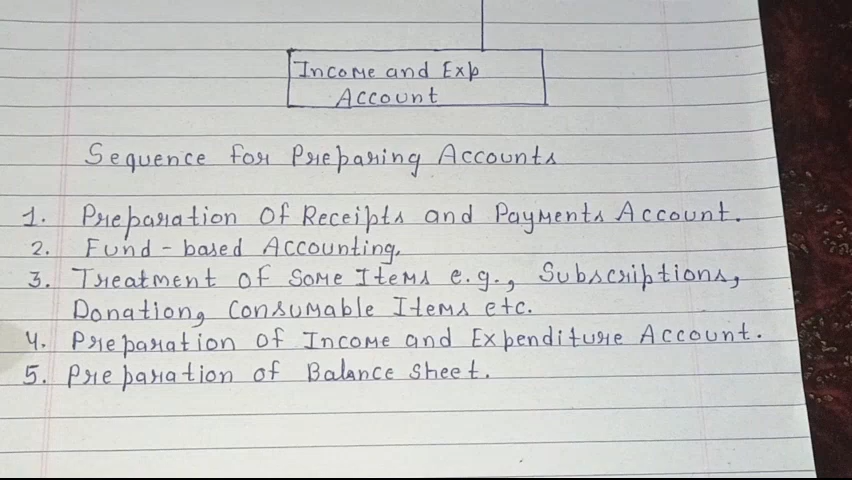 Income and Exp
Account
Sequence for Preparing Accounts
1. Preparation Of Receipts and Payments Account.
2. Fund-based Accounting.
3. Treatment of Some Items e.g., Subscriptions,
Donation, Consumable Items etc.
4. Preparation Of Income and Expenditure Account.
5. Preparation of Balance Sheet.